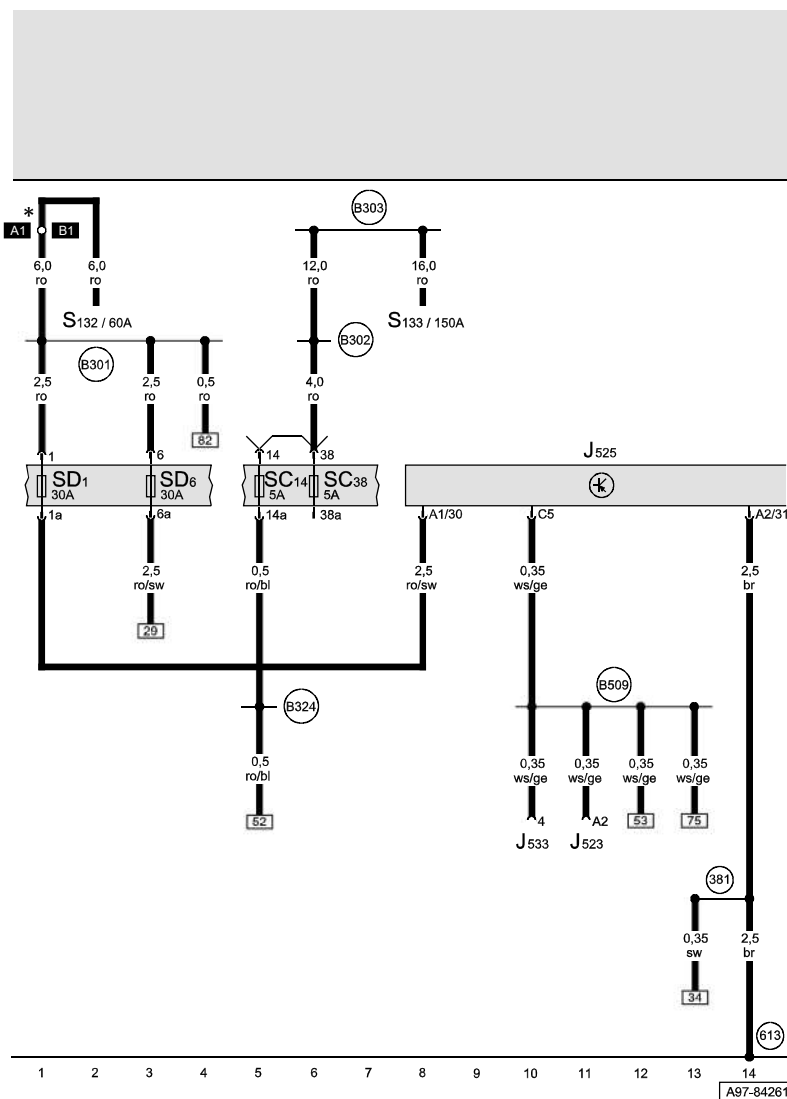 B303
*
A1 B1
6,0 6,0 12,0 16,0
ro ro ro ro
S132 / 60A S133 / 150A
B301 B302
2,5 2,5 0,5 4,0
ro ro ro ro
82
1 6 14 38 J525
SD1 SD6 SC14 SC38
30A 30A 5A 5A
1a 6a 14a 38a A1/30 C5 A2/31
2,5 0,5 2,5 0,35 2,5
ro/sw ro/bl ro/sw ws/ge br
29
B509
B324
0,5 0,35 0,35 0,35 0,35
ro/bl ws/ge ws/ge ws/ge ws/ge
52 4 A2 53 75
J533 J523
381
0,35 2,5
sw br
34
613
1 2 3 4 5 6 7 8 9 10 11 12 13 14
A97-84261